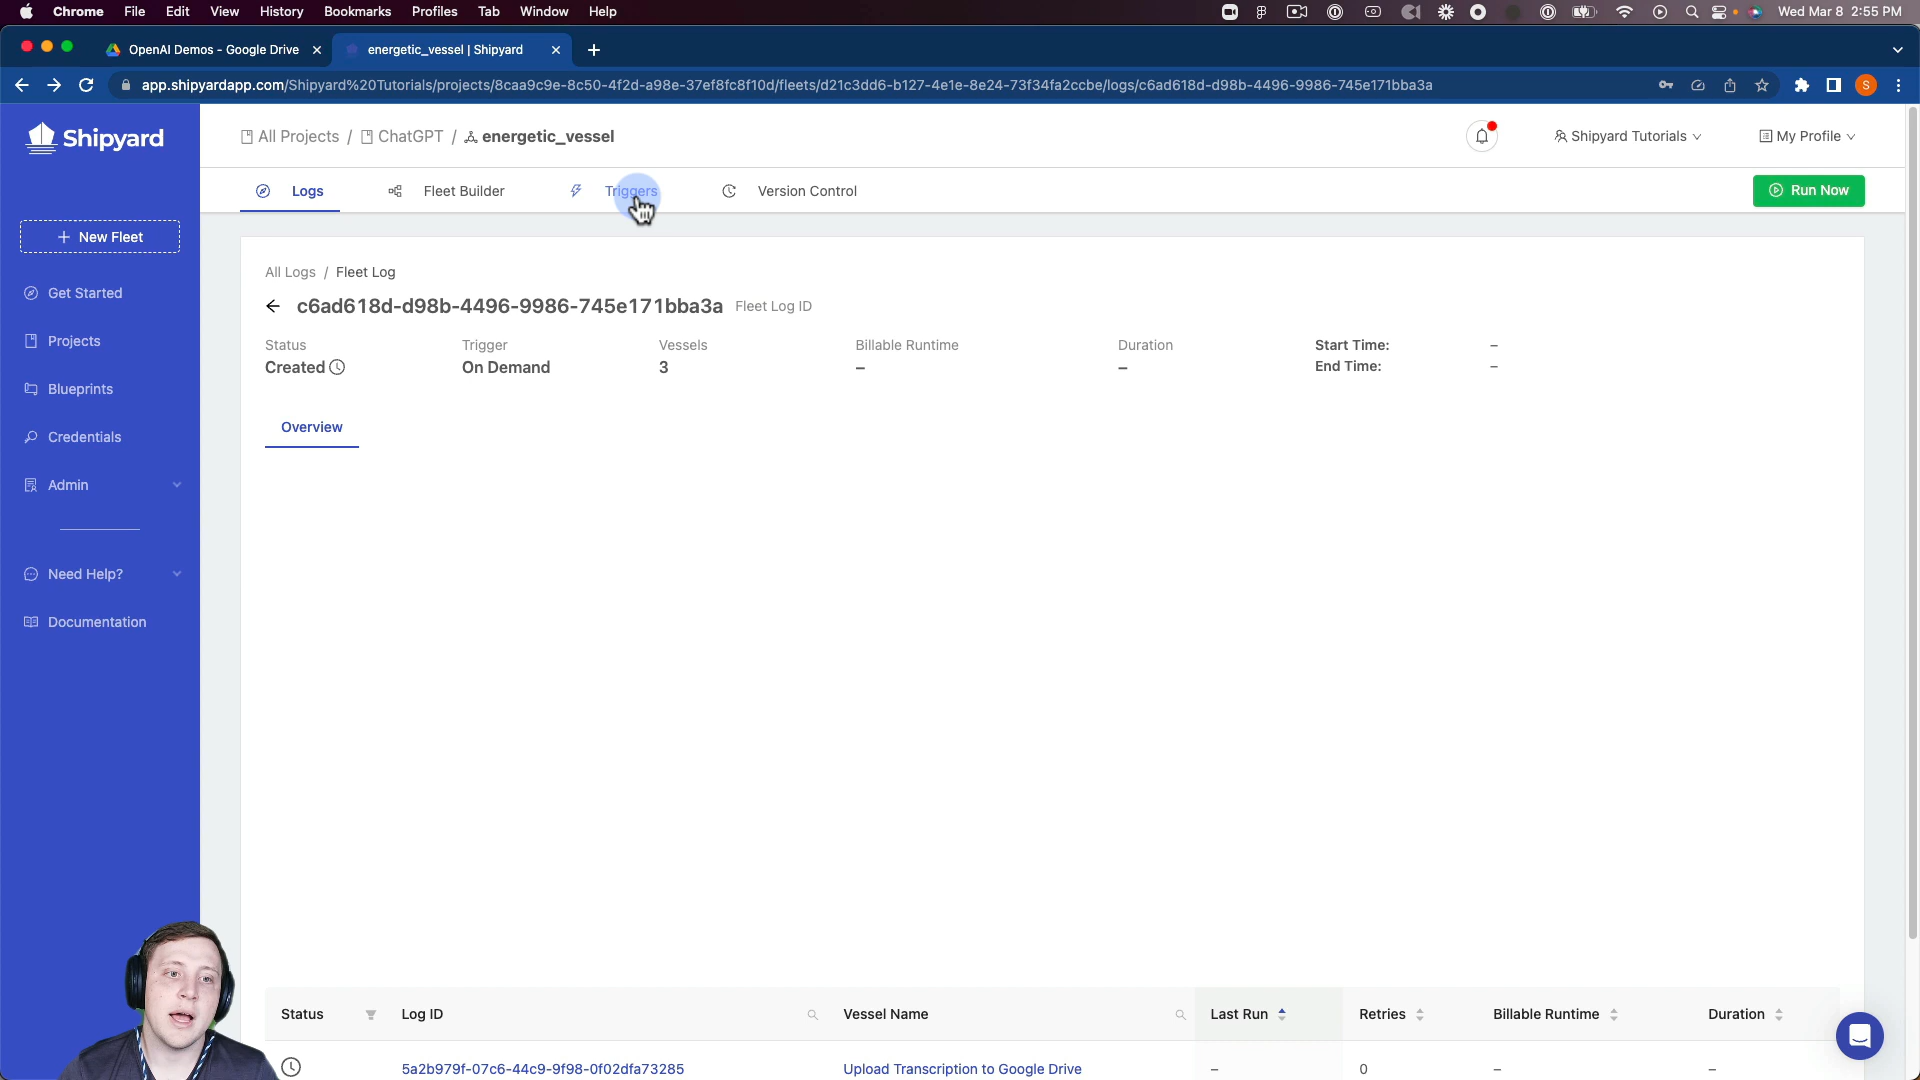 Chrome File Edit View History Bookmarks Profiles Tab Window Help Wed Mar 8 2:55 PM
OpenAI Demos - Google Drive energetic_vessel | Shipyard
app.shipyardapp.com/Shipyard%20Tutorials/projects/8caa9c9e-8c50-4f2d-a98e-37ef8fc8f10d/fleets/d21c3dd6-b127-4e1e-8e24-73f34fa2ccbe/logs/c6ad618d-d98b-4496-9986-745e171bba3a S
Shipyard
All Projects / ChatGPT / energetic_vessel Shipyard Tutorials My Profile
Logs Fleet Builder Triggers Version Control Run Now
+ New Fleet
Get Started
Projects
Blueprints
Credentials
Admin
Need Help?
Documentation
All Logs / Fleet Log
c6ad618d-d98b-4496-9986-745e171bba3a Fleet Log ID
Status Trigger Vessels Billable Runtime Duration Start Time: –
Created On Demand 3 – – End Time: –
Overview
Status Log ID Vessel Name Last Run Retries Billable Runtime Duration
5a2b979f-07c6-44c9-9f98-0f02dfa73285 Upload Transcription to Google Drive – 0 – –